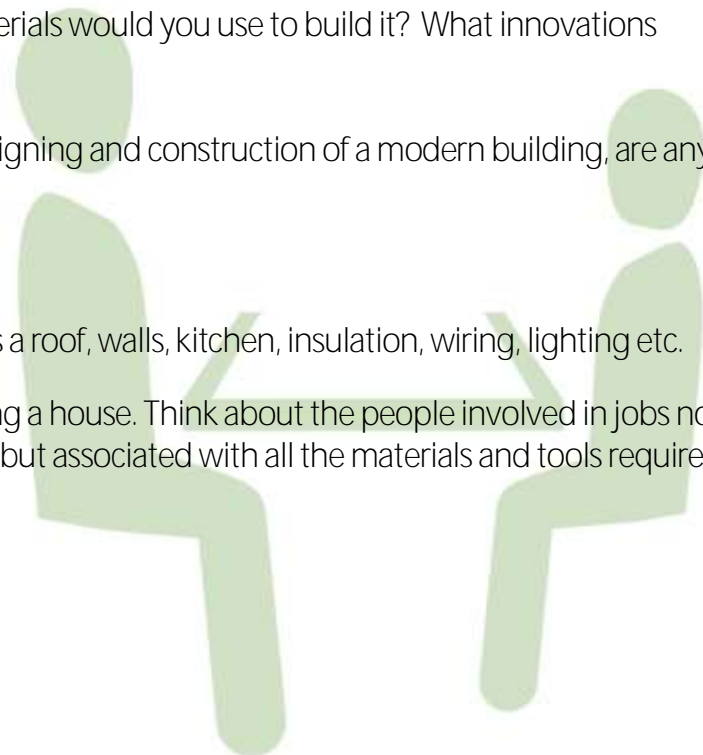 erials would you use to build it? What innovations
igning and construction of a modern building, are any
s a roof, walls, kitchen, insulation, wiring, lighting etc.
ng a house. Think about the people involved in jobs no
but associated with all the materials and tools require